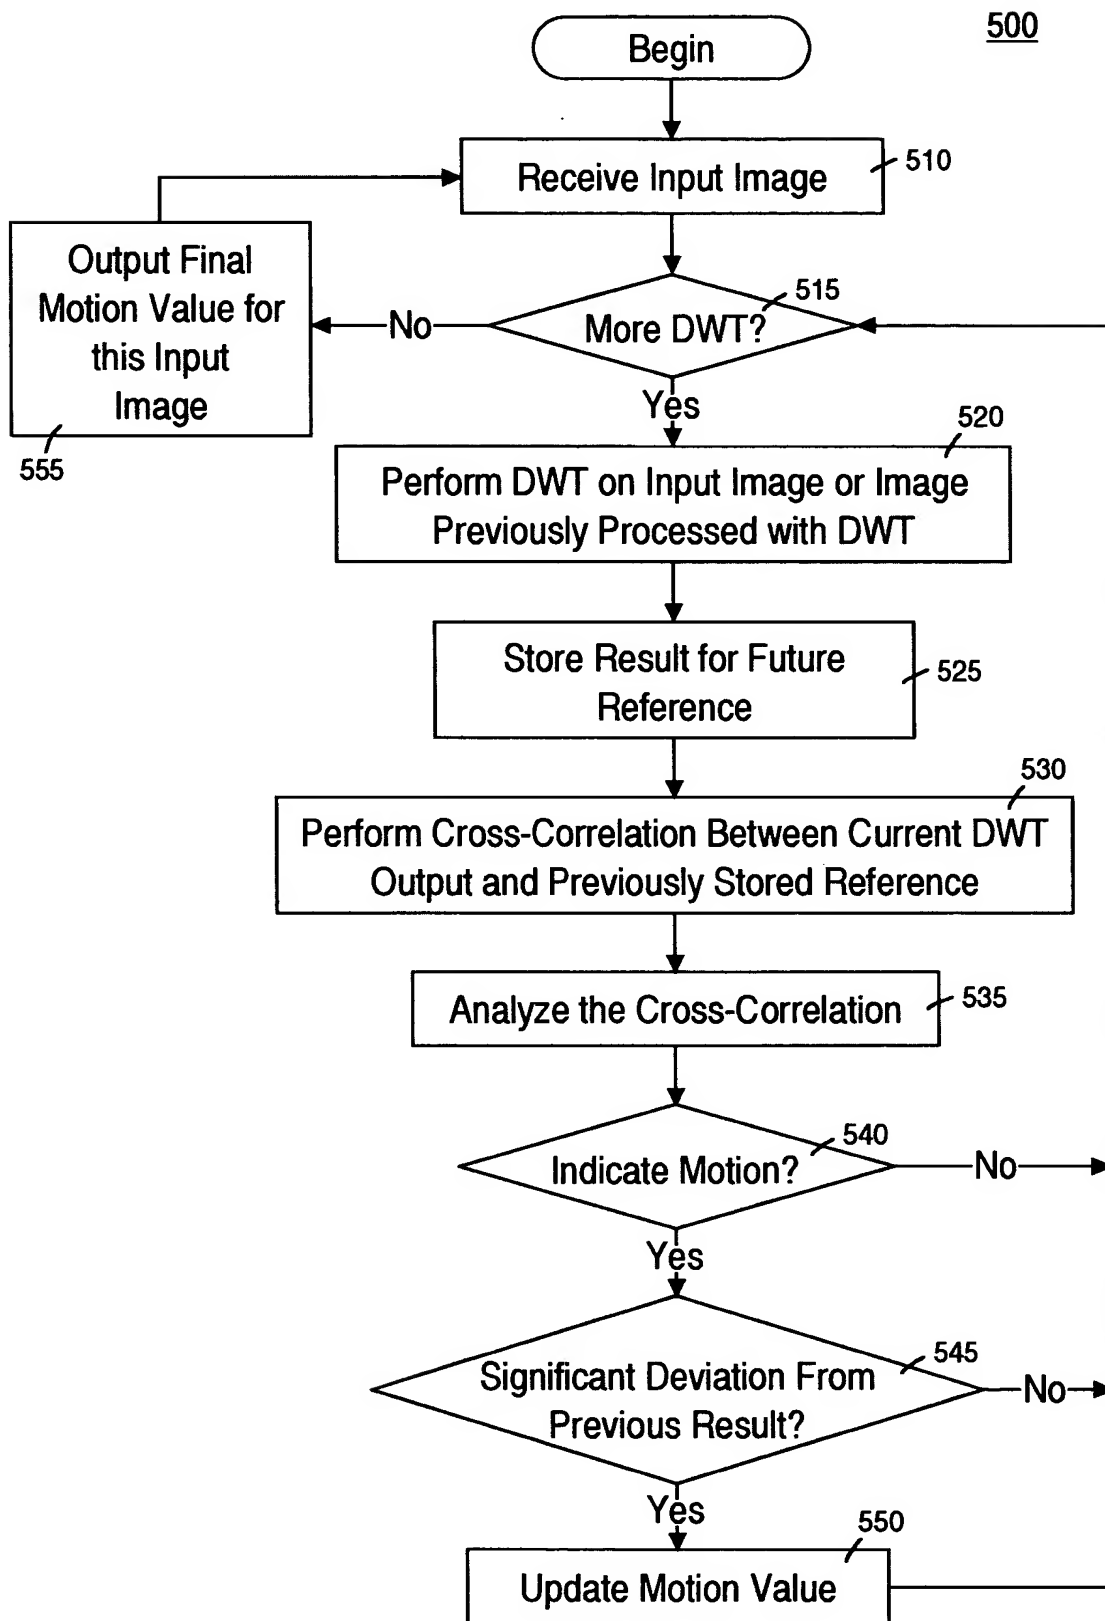 500
Begin
Receive Input Image
510
Output Final
Motion Value for
this Input
Image
555
515
More DWT?
No
Yes
520
Perform DWT on Input Image or Image
Previously Processed with DWT
Store Result for Future
Reference
525
530
Perform Cross-Correlation Between Current DWT
Output and Previously Stored Reference
Analyze the Cross-Correlation
535
540
Indicate Motion?
No
Yes
545
Significant Deviation From
Previous Result?
No
Yes
550
Update Motion Value